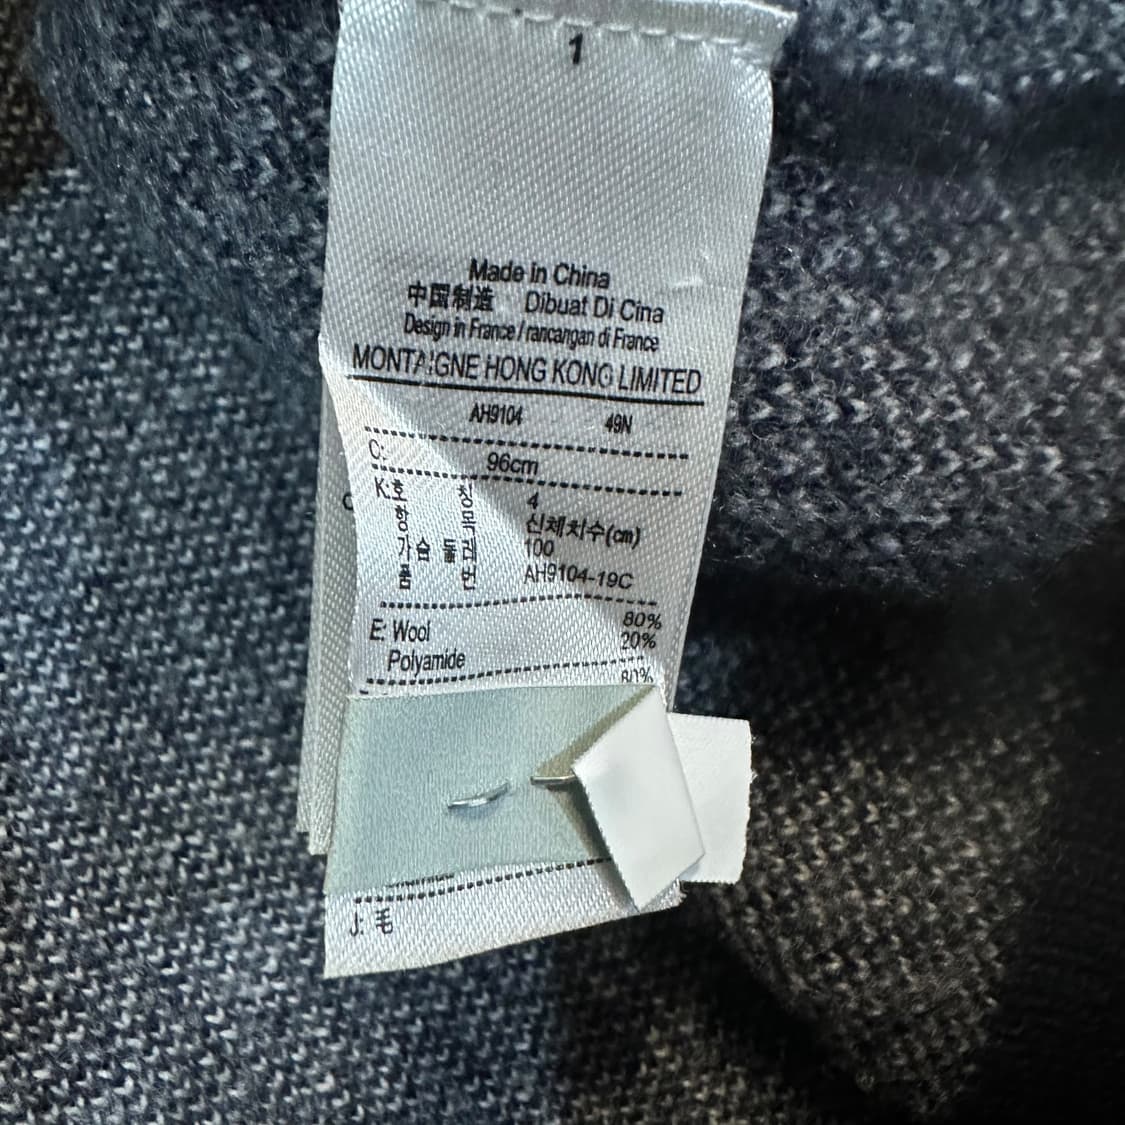 1
Made in China
中国制造 Dibuat Di Cina
Design in France / rancangan di France
MONTAIGNE HONG KONG LIMITED
AH9104 49N
C: 96cm
K:호 칭 4
항 목 신체치수(cm)
가슴 둘레 100
품 번 AH9104-19C
E: Wool 80%
Polyamide 20%
J: 毛